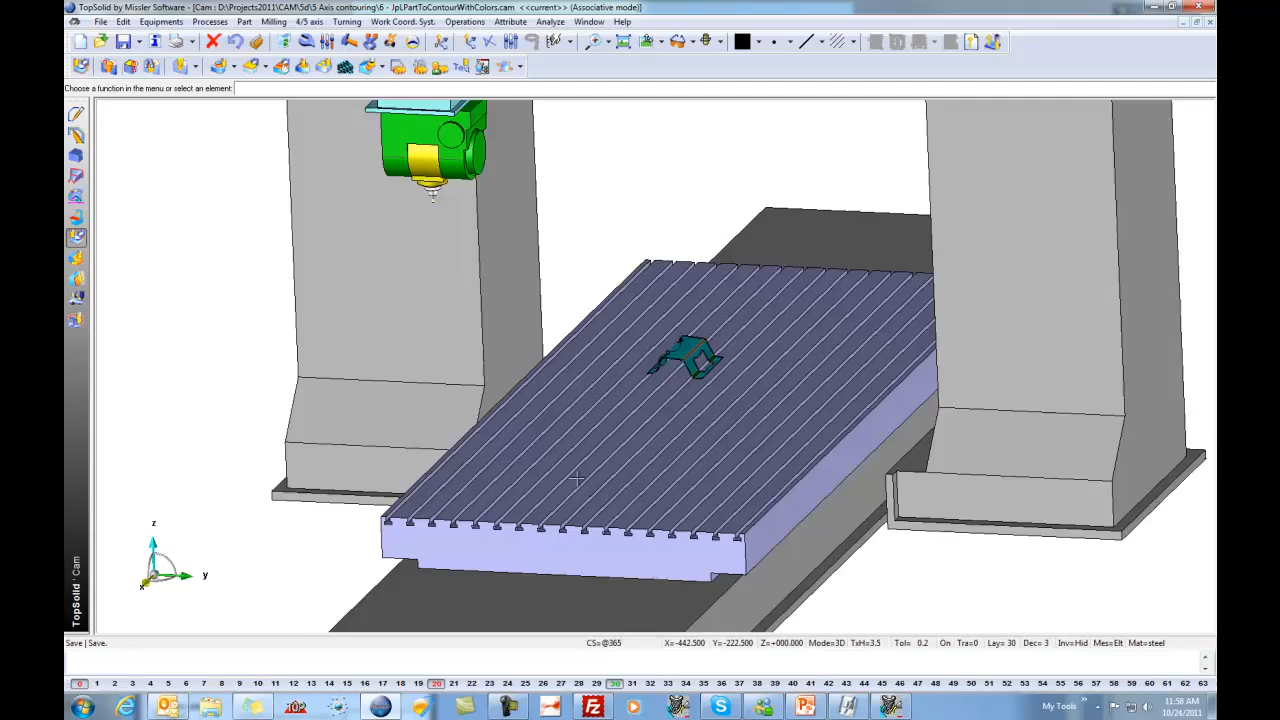 TopSolid by Missler Software - [Cam : D:\Projects2011\CAM\5d\5 Axis contouring\6 - JpLPartToContourWithColors.cam <<current>> (Associative mode)]
File Edit Equipments Processes Part Milling 4/5 axis Turning Work Coord. Syst. Operations Attribute Analyze Window Help
Choose a function in the menu or select an element:
z
y
x
TopSolid 'Cam
Save | Save. CS=@365 X=-442.500 Y=-222.500 Z=+000.000 Mode=3D TxH=3.5 Tol= 0.2 On Tra=0 Lay= 30 Dec= 3 Inv=Hid Mes=Elt Mat=steel
0 1 2 3 4 5 6 7 8 9 10 11 12 13 14 15 16 17 18 19 20 21 22 23 24 25 26 27 28 29 30 31 32 33 34 35 36 37 38 39 40 41 42 43 44 45 46 47 48 49 50 51 52 53 54 55 56 57 58 59 60 61 62 63
My Tools
11:58 AM
10/24/2011